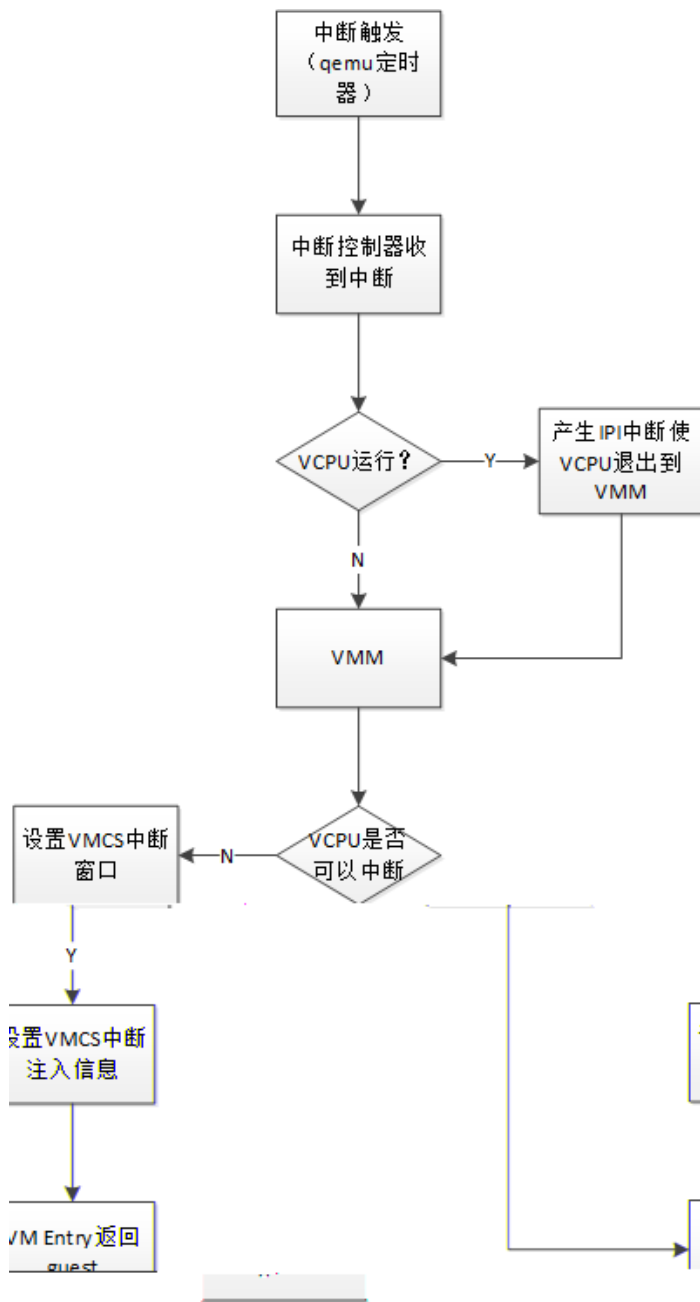 中断触发
（qemu定时
器）
中断控制器收
到中断
VCPU运行？
Y
产生IPI中断使
VCPU退出到
VMM
N
VMM
设置VMCS中断
窗口
N
VCPU是否
可以中断
Y
设置VMCS中断
注入信息
VM Entry返回
guest